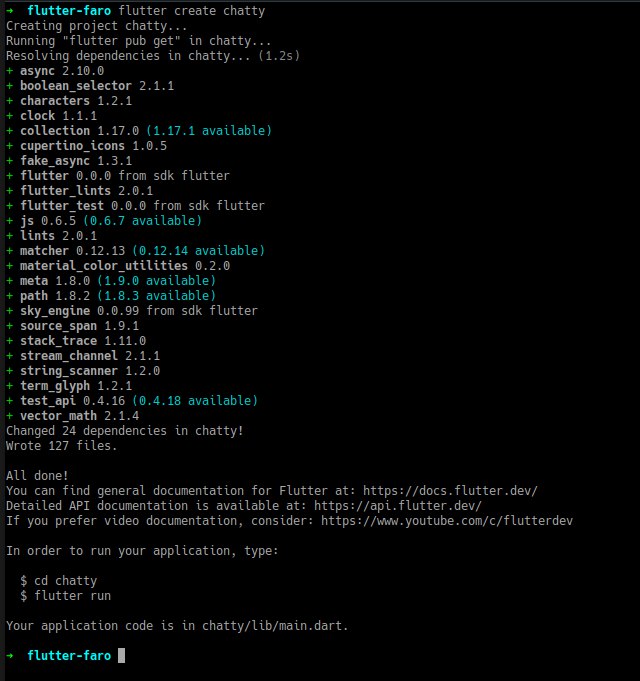 ➜ flutter-faro flutter create chatty
Creating project chatty...
Running "flutter pub get" in chatty...
Resolving dependencies in chatty... (1.2s)
+ async 2.10.0
+ boolean_selector 2.1.1
+ characters 1.2.1
+ clock 1.1.1
+ collection 1.17.0 (1.17.1 available)
+ cupertino_icons 1.0.5
+ fake_async 1.3.1
+ flutter 0.0.0 from sdk flutter
+ flutter_lints 2.0.1
+ flutter_test 0.0.0 from sdk flutter
+ js 0.6.5 (0.6.7 available)
+ lints 2.0.1
+ matcher 0.12.13 (0.12.14 available)
+ material_color_utilities 0.2.0
+ meta 1.8.0 (1.9.0 available)
+ path 1.8.2 (1.8.3 available)
+ sky_engine 0.0.99 from sdk flutter
+ source_span 1.9.1
+ stack_trace 1.11.0
+ stream_channel 2.1.1
+ string_scanner 1.2.0
+ term_glyph 1.2.1
+ test_api 0.4.16 (0.4.18 available)
+ vector_math 2.1.4
Changed 24 dependencies in chatty!
Wrote 127 files.

All done!
You can find general documentation for Flutter at: https://docs.flutter.dev/
Detailed API documentation is available at: https://api.flutter.dev/
If you prefer video documentation, consider: https://www.youtube.com/c/flutterdev

In order to run your application, type:

  $ cd chatty
  $ flutter run

Your application code is in chatty/lib/main.dart.

➜ flutter-faro